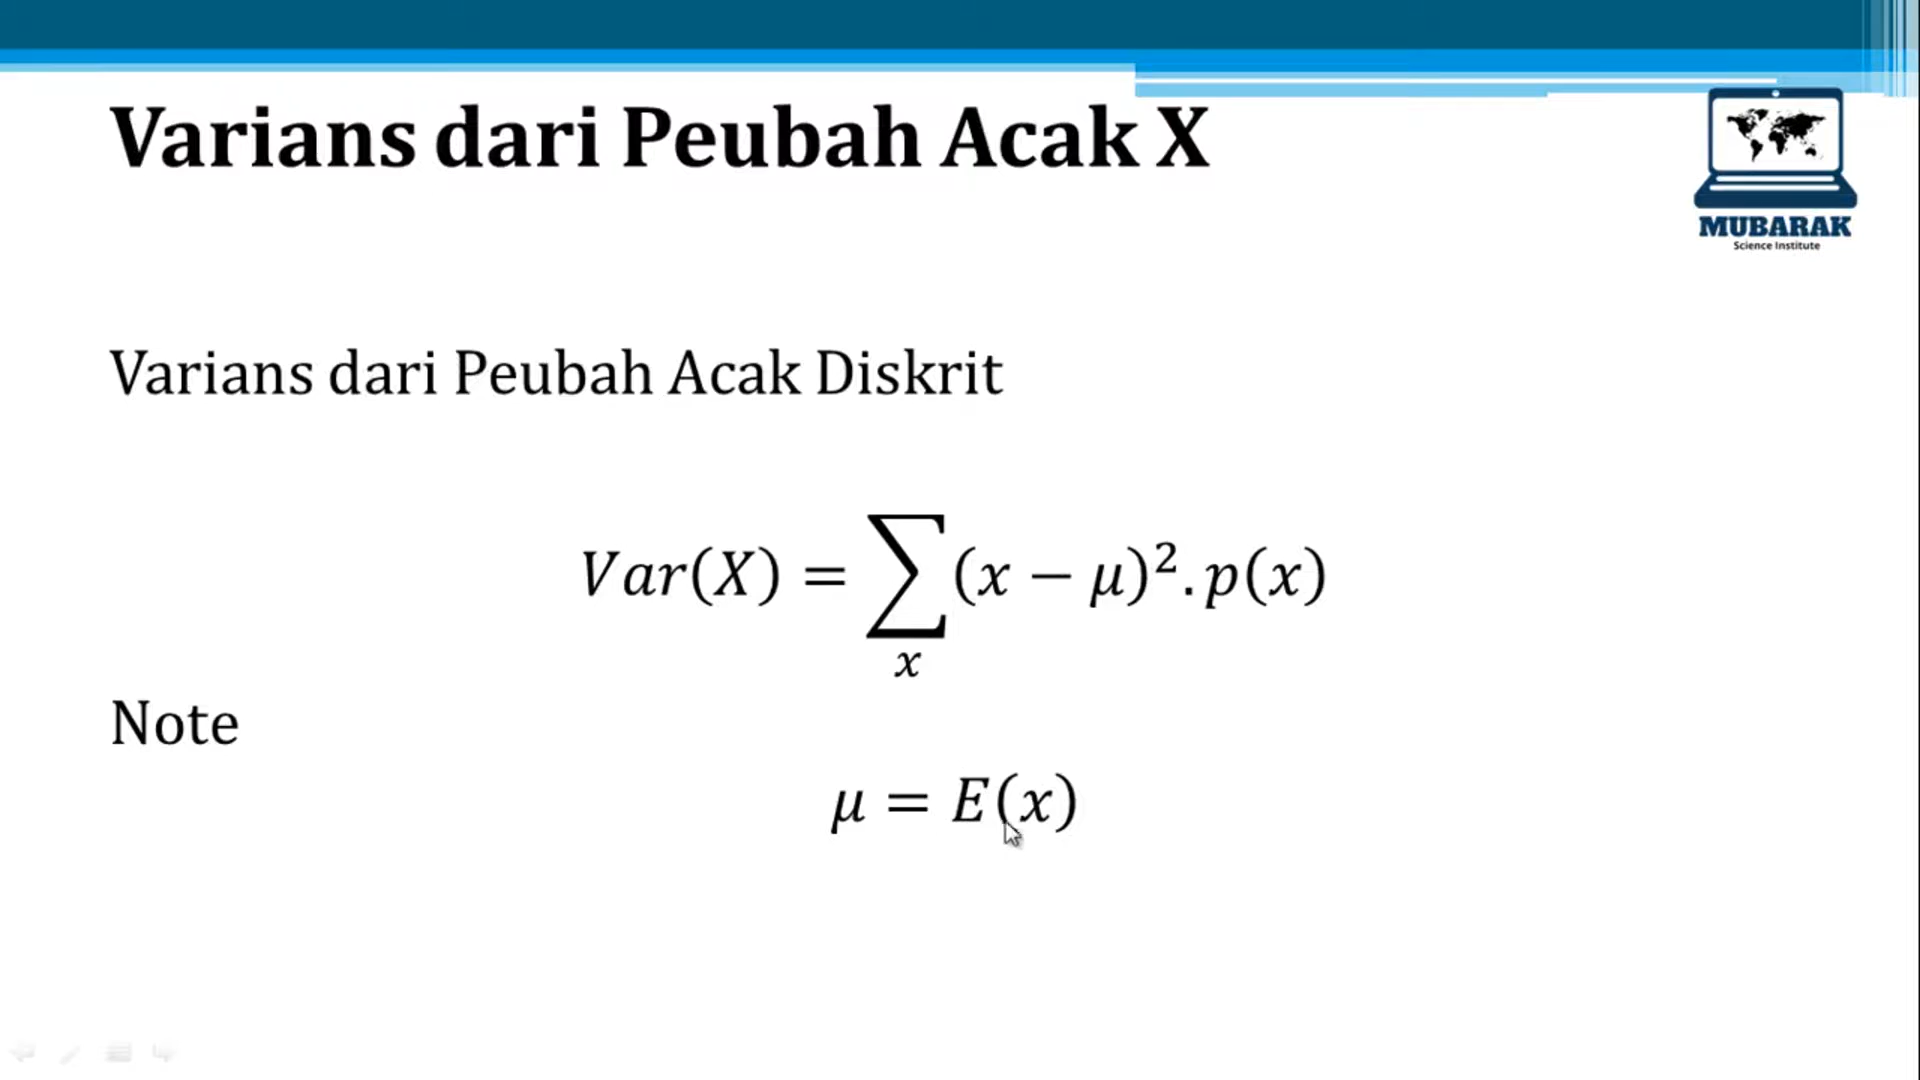 Varians dari Peubah Acak X
MUBARAK
Science Institute
Varians dari Peubah Acak Diskrit
Var(X) = ∑ₓ (x − μ)².p(x)
Note
μ = E(x)